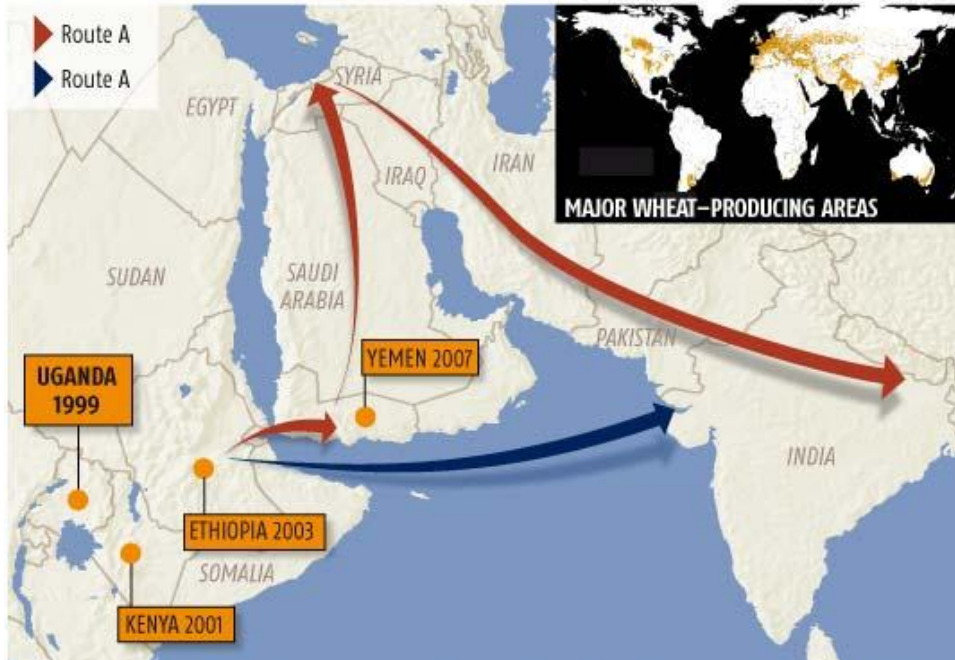 Route A
Route A
SYRIA
EGYPT
IRAQ
IRAN
MAJOR WHEAT–PRODUCING AREAS
SUDAN
SAUDI
ARABIA
PAKISTAN
YEMEN 2007
UGANDA
1999
INDIA
ETHIOPIA 2003
SOMALIA
KENYA 2001